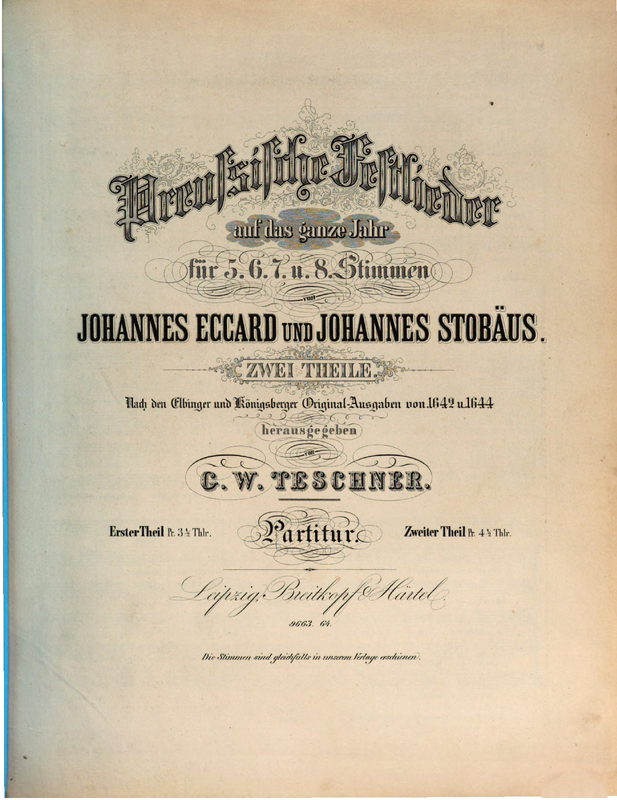 Preußische Festlieder
auf das ganze Jahr
für 5. 6. 7. u. 8. Stimmen
von
JOHANNES ECCARD UND JOHANNES STOBÄUS.
ZWEI THEILE.
Nach den Elbinger und Königsberger Original-Ausgaben von 1642 u. 1644
herausgegeben
von
G. W. TESCHNER.
Erster Theil Pr. 3 ½ Thlr. Partitur. Zweiter Theil Pr. 4 ½ Thlr.
Leipzig, Breitkopf & Härtel.
9663. 64.
Die Stimmen sind gleichfalls in unserem Verlage erschienen.